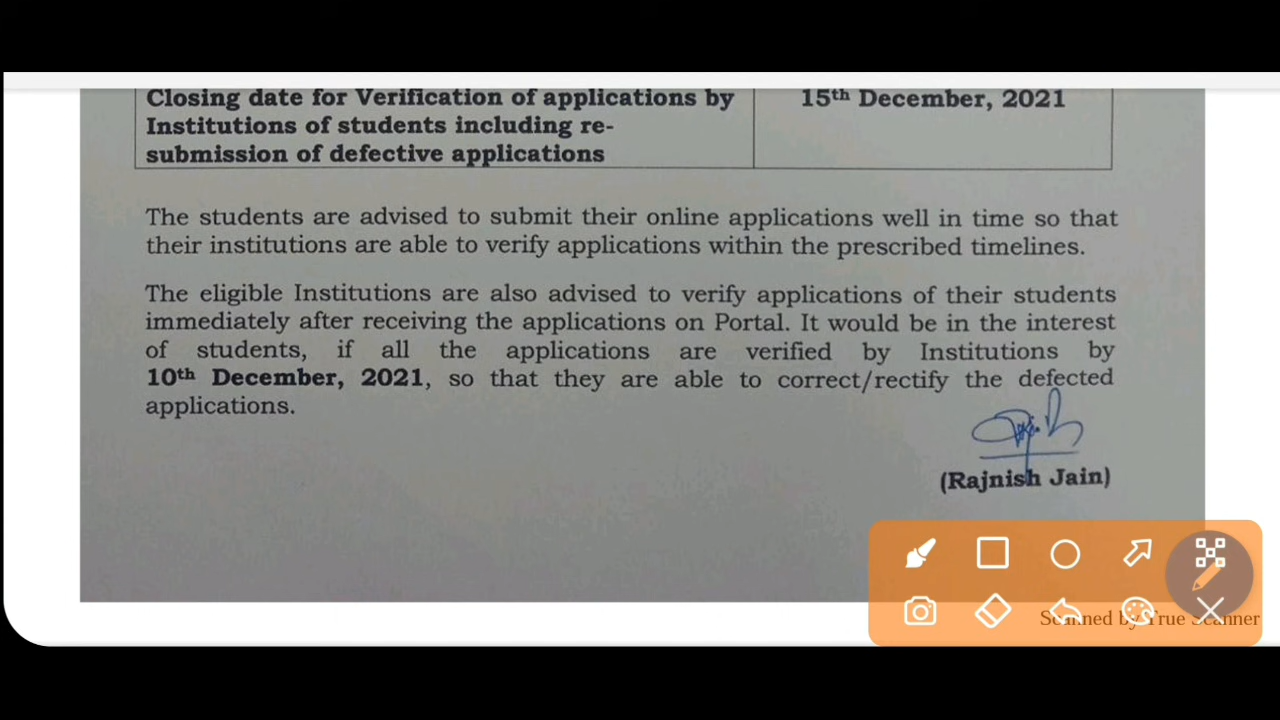 Closing date for Verification of applications by
Institutions of students including re-
submission of defective applications
15th December, 2021
The students are advised to submit their online applications well in time so that
their institutions are able to verify applications within the prescribed timelines.
The eligible Institutions are also advised to verify applications of their students
immediately after receiving the applications on Portal. It would be in the interest
of students, if all the applications are verified by Institutions by
10th December, 2021, so that they are able to correct/rectify the defected
applications.
(Rajnish Jain)
Scanned by True Scanner